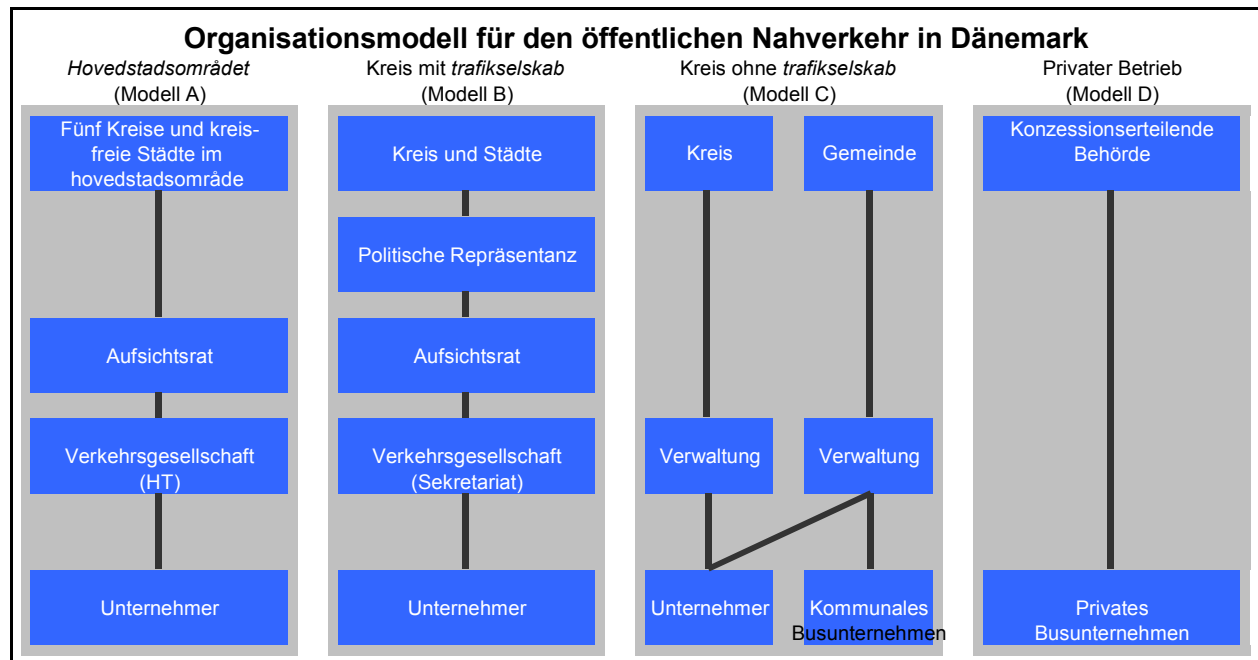 Organisationsmodell für den öffentlichen Nahverkehr in Dänemark
Hovedstadsområdet
(Modell A)
Fünf Kreise und kreis-
freie Städte im
hovedstadsområde
Aufsichtsrat
Verkehrsgesellschaft
(HT)
Unternehmer
Kreis mit trafikselskab
(Modell B)
Kreis und Städte
Politische Repräsentanz
Aufsichtsrat
Verkehrsgesellschaft
(Sekretariat)
Unternehmer
Kreis ohne trafikselskab
(Modell C)
Kreis
Gemeinde
Verwaltung
Verwaltung
Unternehmer
Kommunales
Busunternehmen
Privater Betrieb
(Modell D)
Konzessionserteilende
Behörde
Privates
Busunternehmen